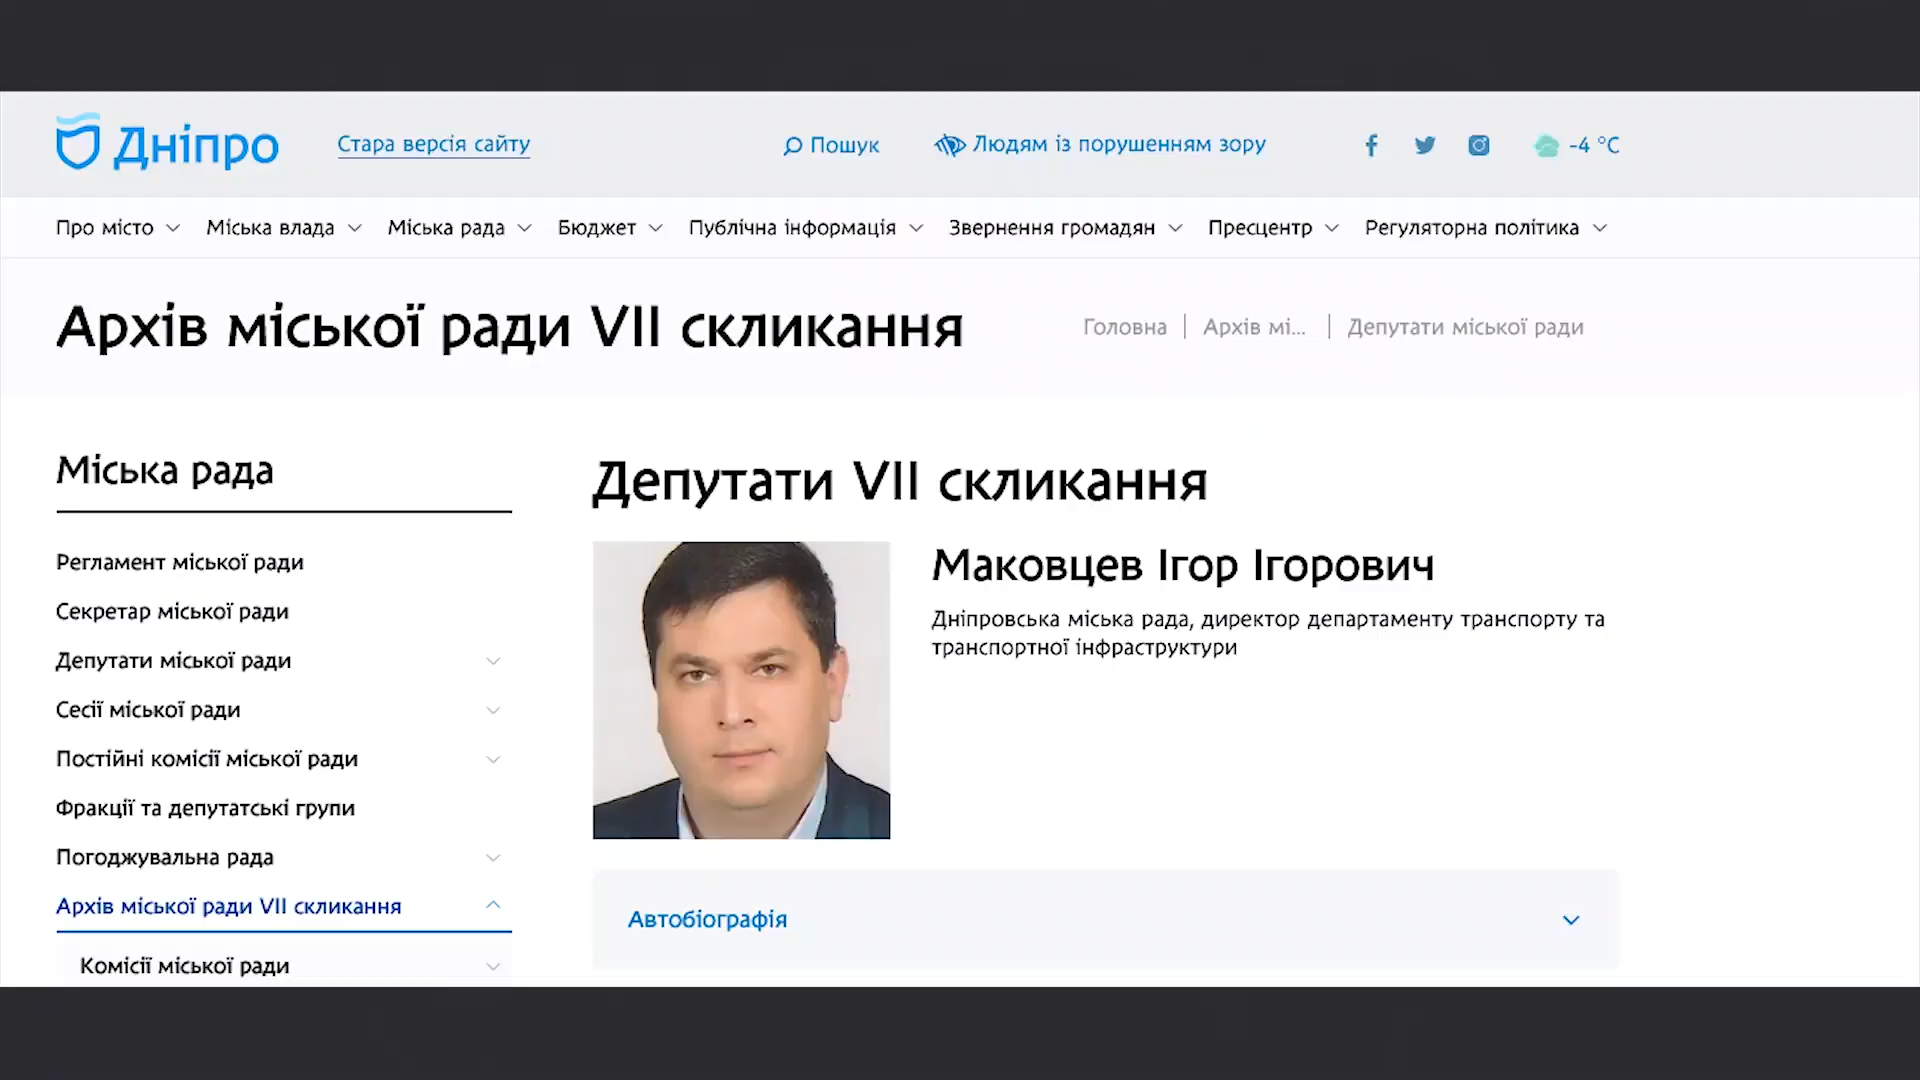 Дніпро
Стара версія сайту
Пошук
Людям із порушенням зору
-4 °C
Про місто
Міська влада
Міська рада
Бюджет
Публічна інформація
Звернення громадян
Пресцентр
Регуляторна політика
Архів міської ради VII скликання
Головна
Архів мі...
Депутати міської ради
Міська рада
Регламент міської ради
Секретар міської ради
Депутати міської ради
Сесії міської ради
Постійні комісії міської ради
Фракції та депутатські групи
Погоджувальна рада
Архів міської ради VII скликання
Комісії міської ради
Депутати VII скликання
Маковцев Ігор Ігорович
Дніпровська міська рада, директор департаменту транспорту та
транспортної інфраструктури
Автобіографія